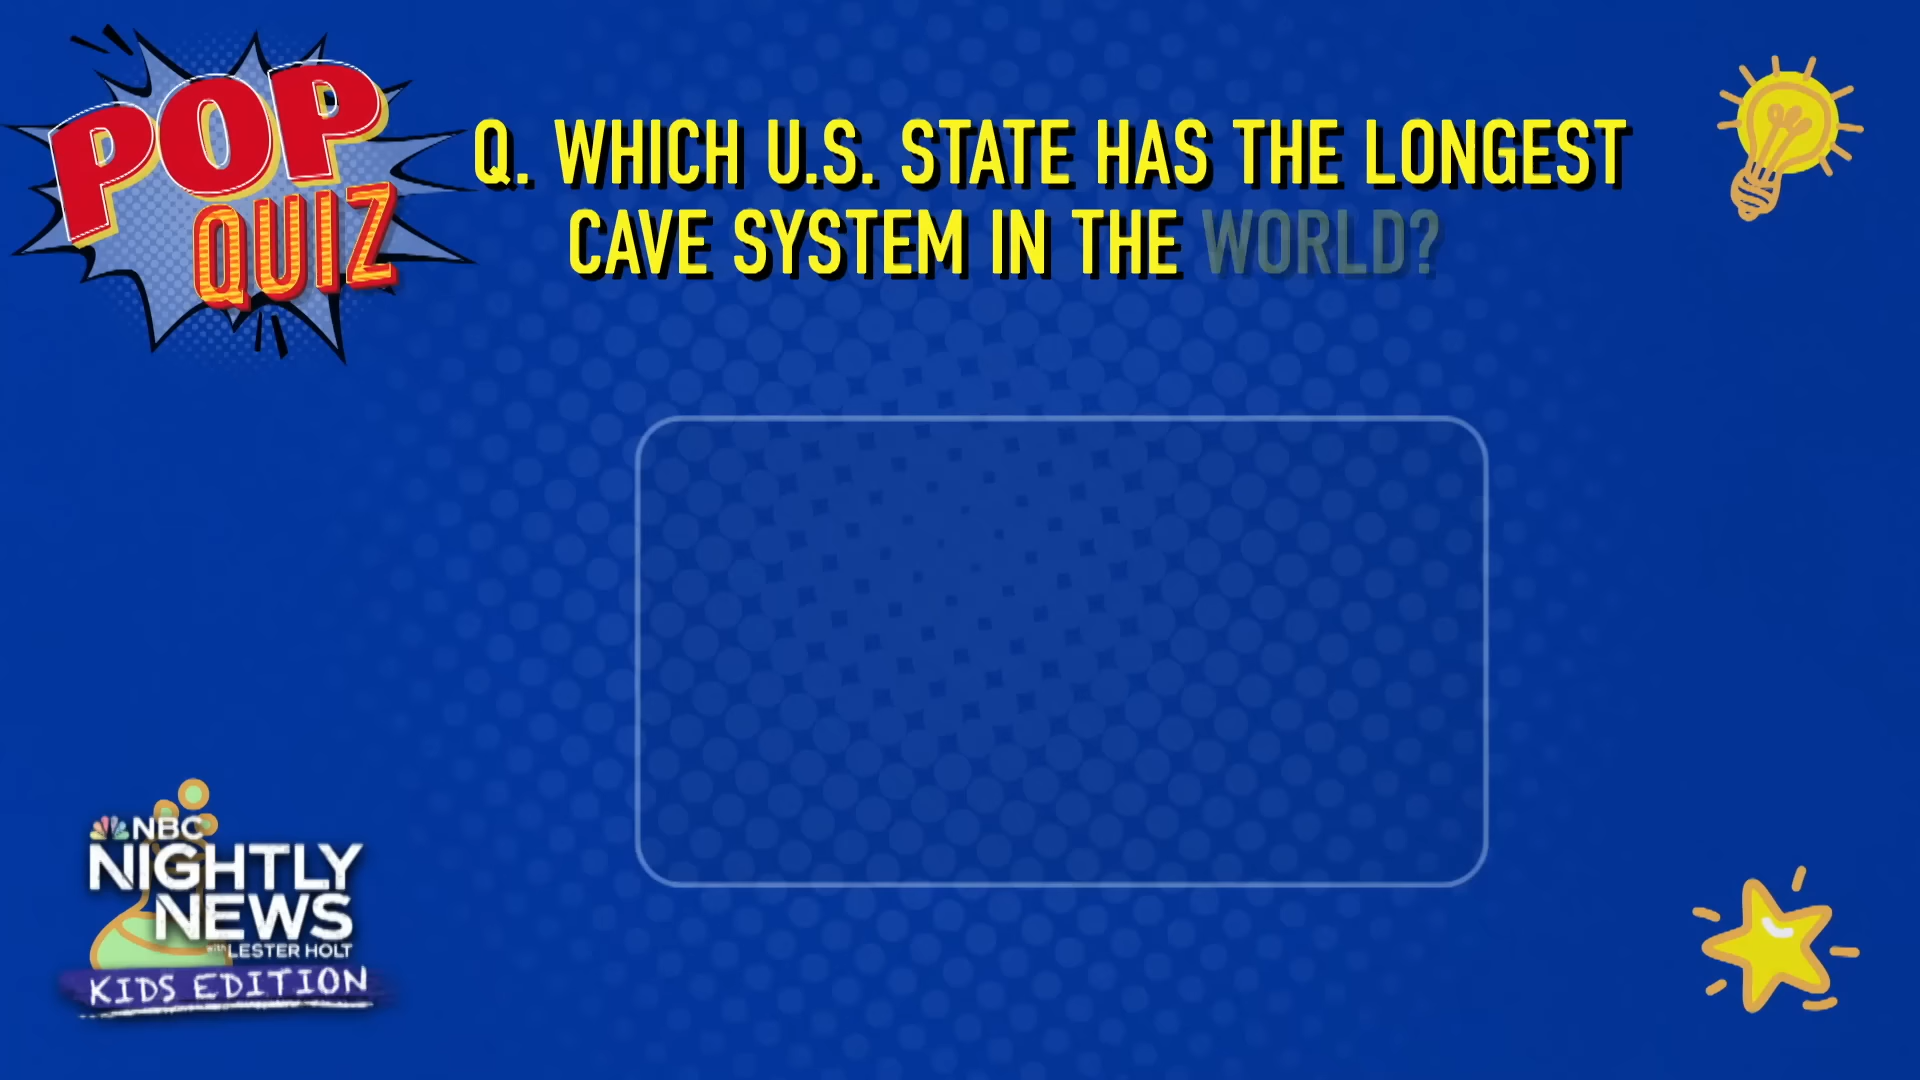 POP
QUIZ
Q. WHICH U.S. STATE HAS THE LONGEST
CAVE SYSTEM IN THE WORLD?
NBC
NIGHTLY
NEWS
with LESTER HOLT
KIDS EDITION